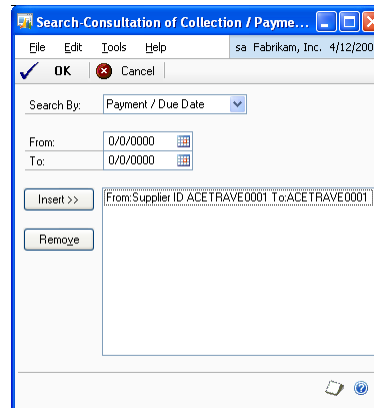 Search-Consultation of Collection / Payme...
File Edit Tools Help sa Fabrikam, Inc. 4/12/200
OK Cancel
Search By: Payment / Due Date
From: 0/0/0000
To: 0/0/0000
Insert >> From:Supplier ID ACETRAVE0001 To:ACETRAVE0001
Remove